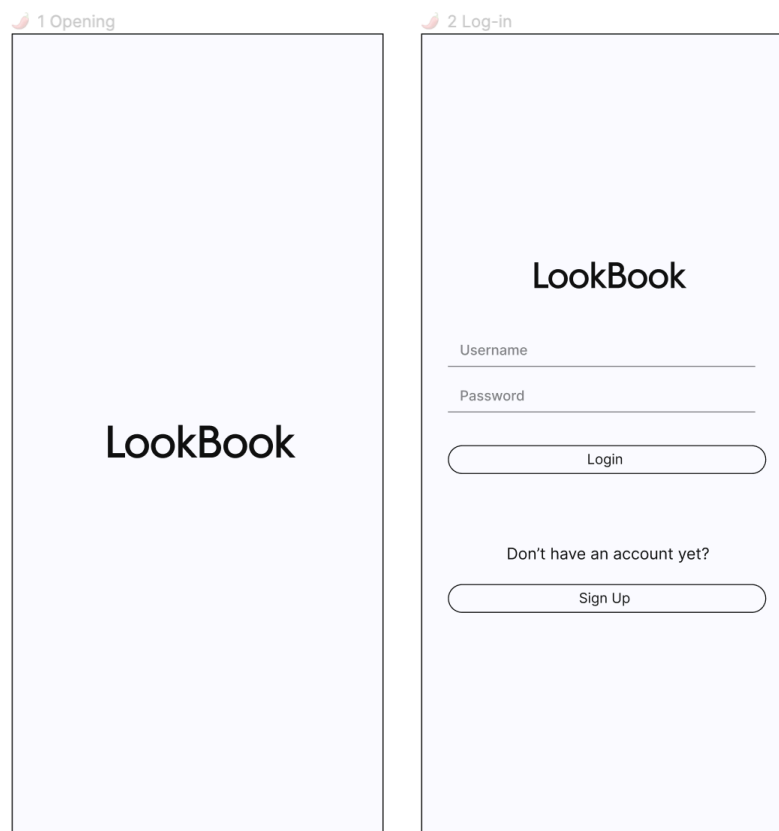 🌶️ 1 Opening
LookBook
🌶️ 2 Log-in
LookBook
Username
Password
Login
Don’t have an account yet?
Sign Up